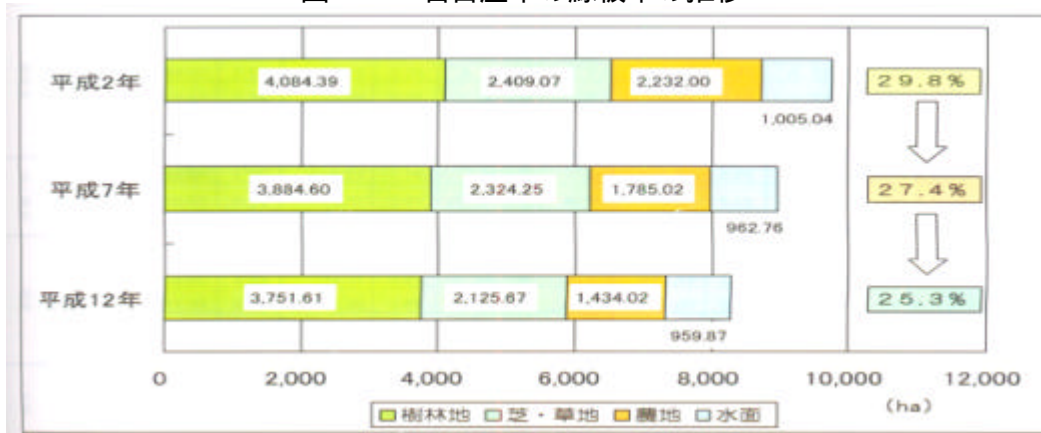 平成2年 4,084.39 2,409.07 2,232.00 29.8%
1,005.04
平成7年 3,884.60 2,324.25 1,785.02 27.4%
962.76
平成12年 3,751.61 2,125.67 1,434.02 25.3%
959.87
0 2,000 4,000 6,000 8,000 10,000 12,000
(ha)
樹林地 芝・草地 農地 水面